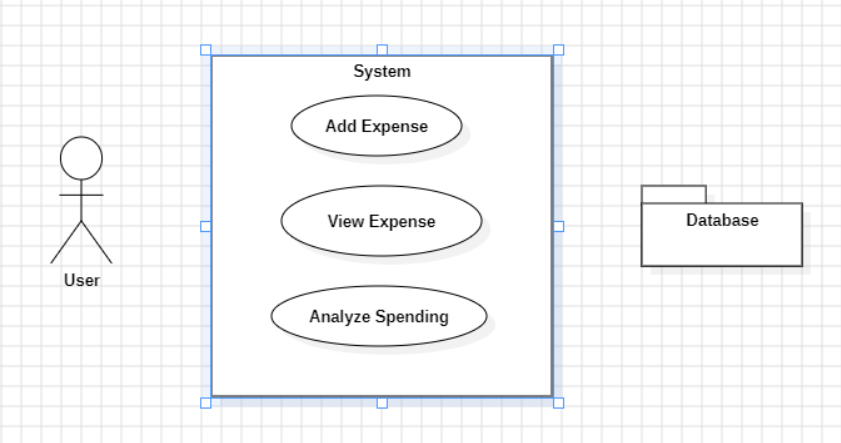 System
Add Expense
View Expense
Database
User
Analyze Spending